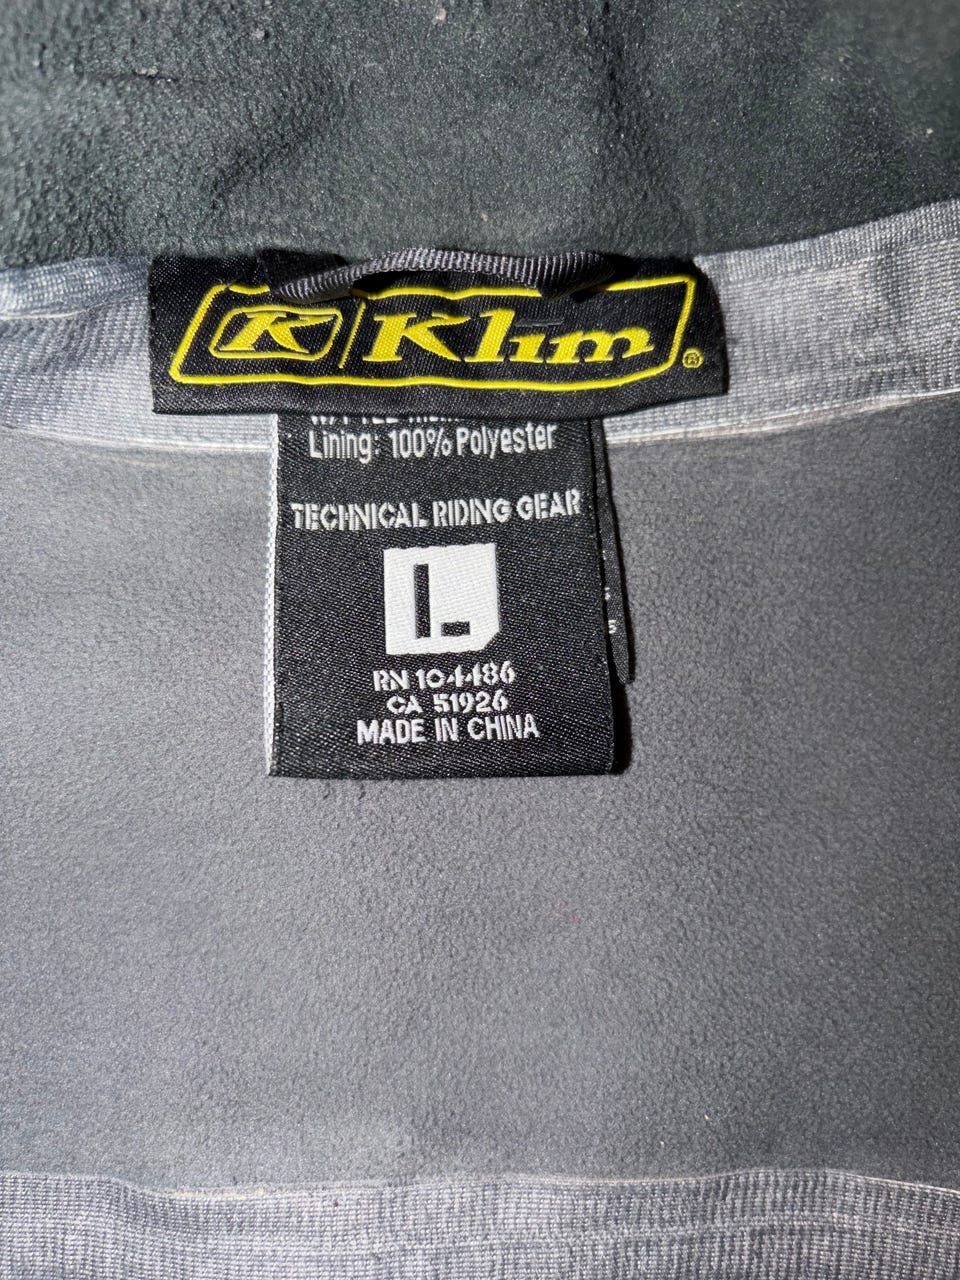 K Klim ®
Lining: 100% Polyester
TECHNICAL RIDING GEAR
L
RN 104486
CA 51926
MADE IN CHINA